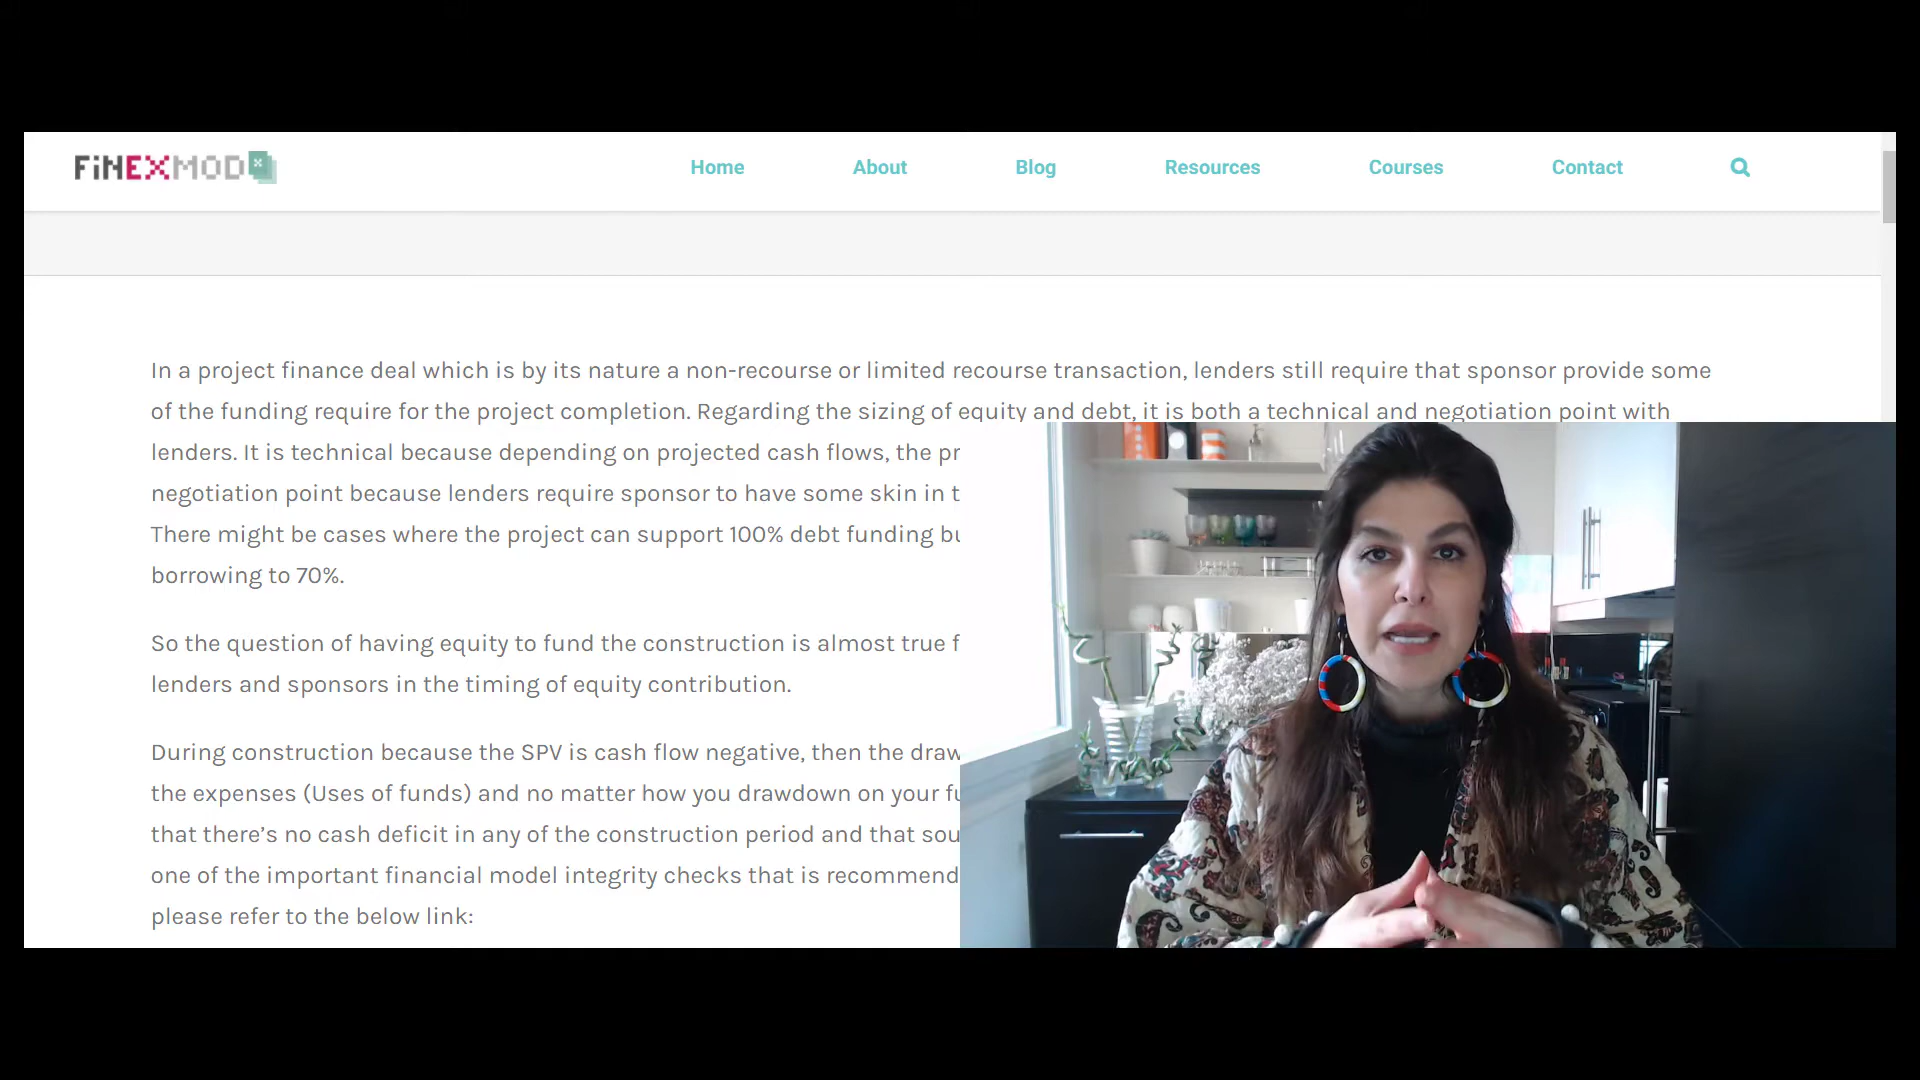 FiNEXMOD
Home About Blog Resources Courses Contact
In a project finance deal which is by its nature a non-recourse or limited recourse transaction, lenders still require that sponsor provide some
of the funding require for the project completion. Regarding the sizing of equity and debt, it is both a technical and negotiation point with
lenders. It is technical because depending on projected cash flows, the pr
negotiation point because lenders require sponsor to have some skin in t
There might be cases where the project can support 100% debt funding bu
borrowing to 70%.
So the question of having equity to fund the construction is almost true f
lenders and sponsors in the timing of equity contribution.
During construction because the SPV is cash flow negative, then the draw
the expenses (Uses of funds) and no matter how you drawdown on your fu
that there’s no cash deficit in any of the construction period and that sou
one of the important financial model integrity checks that is recommend
please refer to the below link: